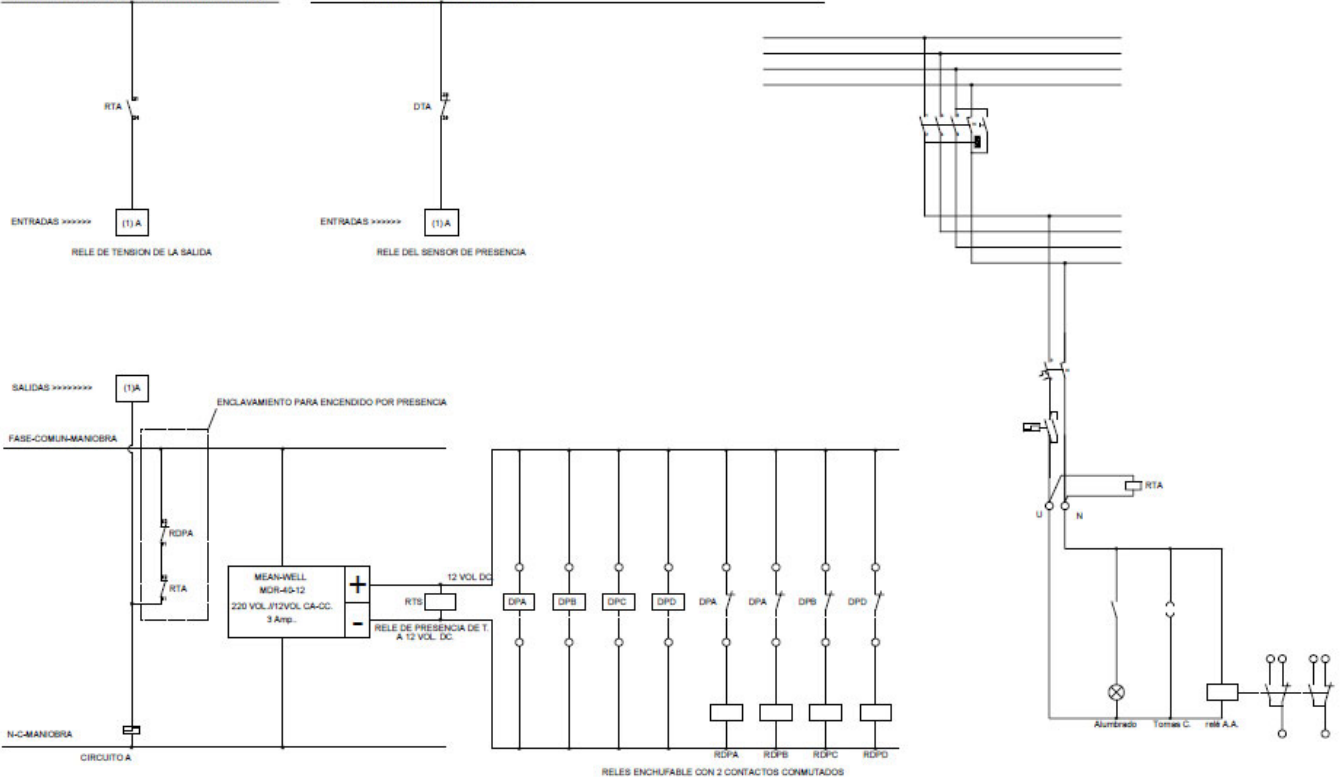 RTA
DTA
ENTRADAS >>>>>>
(1) A
ENTRADAS >>>>>>
(1) A
RELE DE TENSION DE LA SALIDA
RELE DEL SENSOR DE PRESENCIA
SALIDAS >>>>>>>>
(1)A
ENCLAVAMIENTO PARA ENCENDIDO POR PRESENCIA
FASE-COMUN-MANIOBRA
RTA
U
N
RDPA
RTA
MEAN-WELL
MDR-40-12
220 VOL.//12VOL CA-CC.
3 Amp..
+
-
12 VOL DC.
RTS
RELE DE PRESENCIA DE T.
A 12 VOL. DC.
DPA
DPB
DPC
DPD
DPA
DPA
DPB
DPD
Alumbrado
Tomas C.
relé A.A.
N-C-MANIOBRA
CIRCUITO A
RDPA
RDPB
RDPC
RDPD
RELES ENCHUFABLE CON 2 CONTACTOS CONMUTADOS